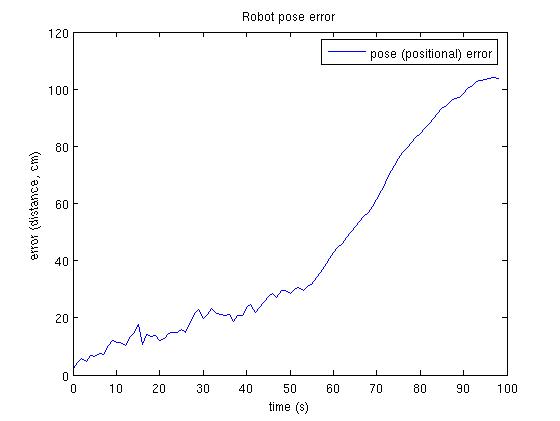 Robot pose error
120
pose (positional) error
100
80
60
40
20
0
error (distance, cm)
0 10 20 30 40 50 60 70 80 90 100
time (s)